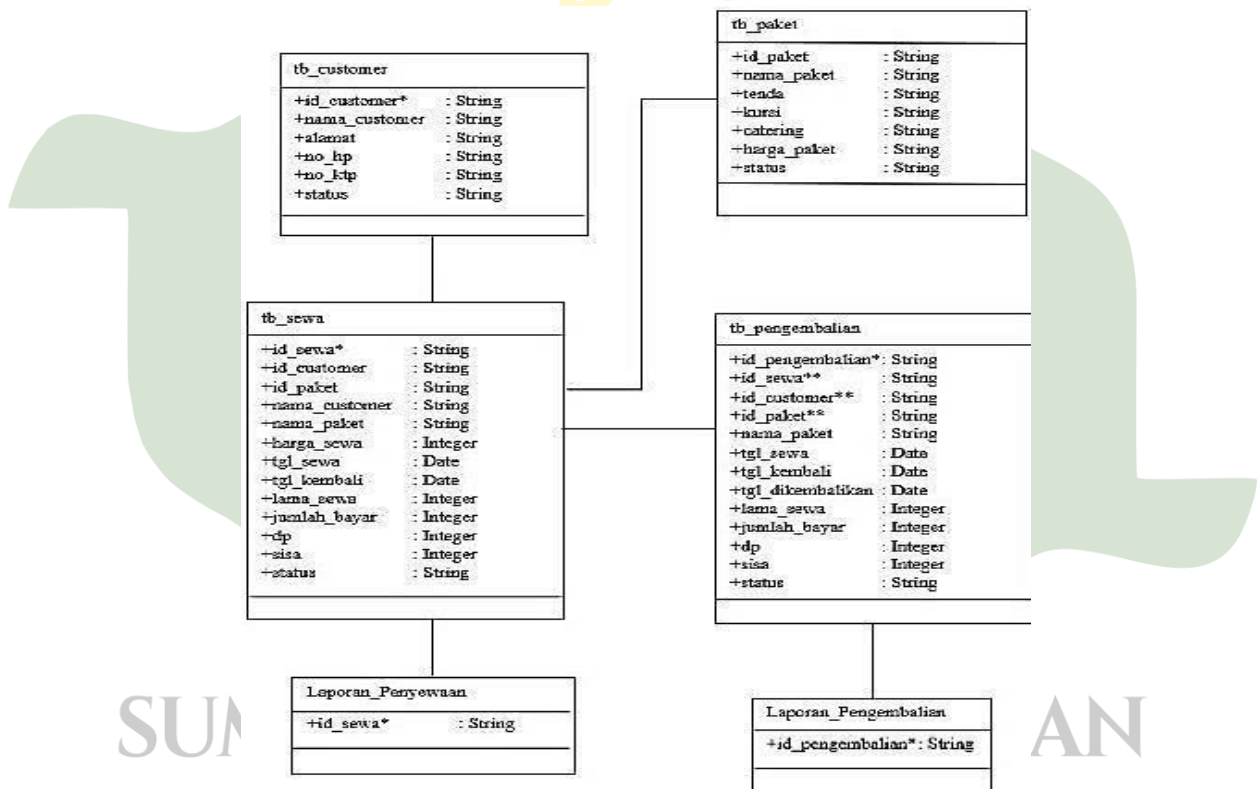 tb_paket
+id_paket : String
+nama_paket : String
+tenda : String
+kursi : String
+catering : String
+harga_paket : String
+status : String
tb_customer
+id_customer* : String
+nama_customer : String
+alamat : String
+no_hp : String
+no_ktp : String
+status : String
tb_sewa
+id_sewa* : String
+id_customer : String
+id_paket : String
+nama_customer : String
+nama_paket : String
+harga_sewa : Integer
+tgl_sewa : Date
+tgl_kembali : Date
+lama_sewa : Integer
+jumlah_bayar : Integer
+dp : Integer
+sisa : Integer
+status : String
tb_pengembalian
+id_pengembalian* : String
+id_sewa** : String
+id_customer** : String
+id_paket** : String
+nama_paket : String
+tgl_sewa : Date
+tgl_kembali : Date
+tgl_dikembalikan : Date
+lama_sewa : Integer
+jumlah_bayar : Integer
+dp : Integer
+sisa : Integer
+status : String
Laporan_Penyewaan
+id_sewa* : String
Laporan_Pengembalian
+id_pengembalian* : String